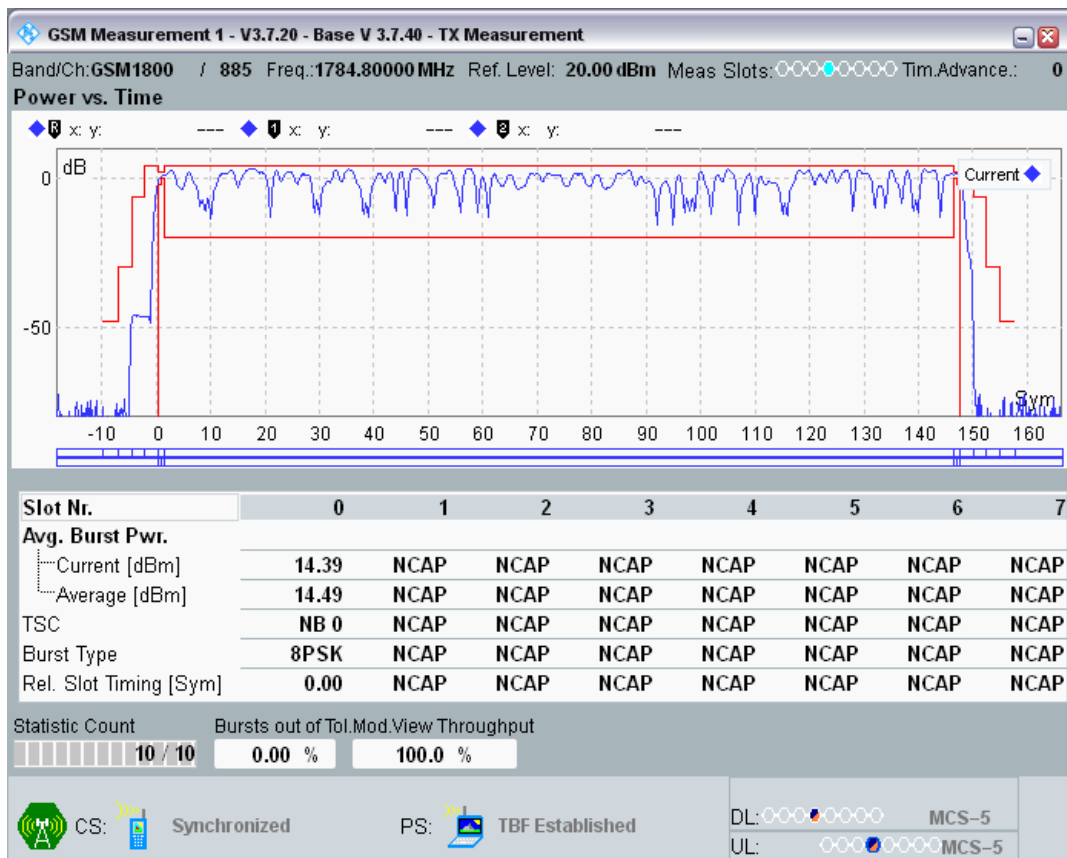 GSM Measurement 1 - V3.7.20 - Base V 3.7.40 - TX Measurement
Band/Ch:GSM1800 / 885 Freq.:1784.80000 MHz Ref. Level: 20.00 dBm Meas Slots: Tim.Advance.: 0
Power vs. Time
R x: y: --- 1 x: y: --- 2 x: y: ---
dB
Current
0
-50
Sym
-10 0 10 20 30 40 50 60 70 80 90 100 110 120 130 140 150 160
Slot Nr. 0 1 2 3 4 5 6 7
Avg. Burst Pwr.
Current [dBm] 14.39 NCAP NCAP NCAP NCAP NCAP NCAP NCAP
Average [dBm] 14.49 NCAP NCAP NCAP NCAP NCAP NCAP NCAP
TSC NB 0 NCAP NCAP NCAP NCAP NCAP NCAP NCAP
Burst Type 8PSK NCAP NCAP NCAP NCAP NCAP NCAP NCAP
Rel. Slot Timing [Sym] 0.00 NCAP NCAP NCAP NCAP NCAP NCAP NCAP
Statistic Count Bursts out of Tol. Mod.View Throughput
10 / 10 0.00 % 100.0 %
CS: Synchronized PS: TBF Established
DL: MCS-5
UL: MCS-5